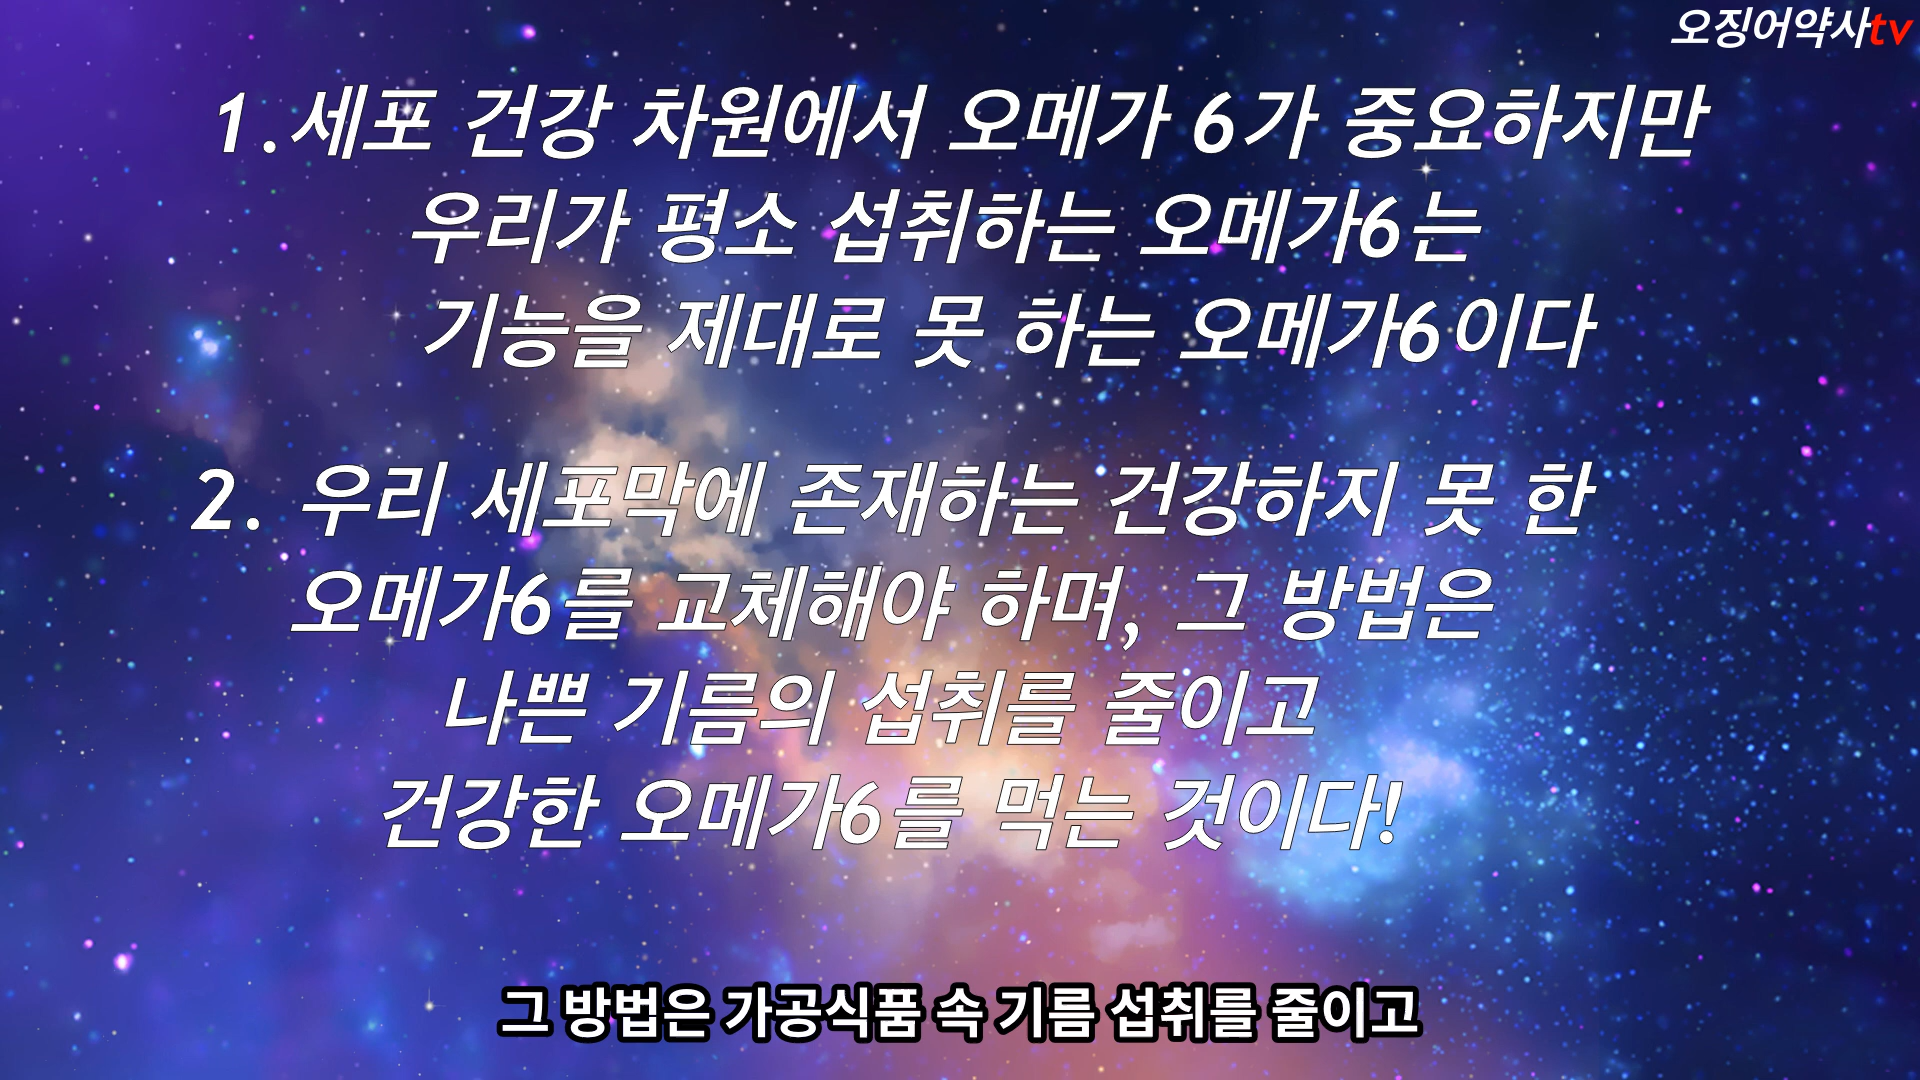 오징어약사tv
1.세포 건강 차원에서 오메가 6가 중요하지만
우리가 평소 섭취하는 오메가6는
기능을 제대로 못 하는 오메가6이다
2. 우리 세포막에 존재하는 건강하지 못 한
오메가6를 교체해야 하며, 그 방법은
나쁜 기름의 섭취를 줄이고
건강한 오메가6를 먹는 것이다!
그 방법은 가공식품 속 기름 섭취를 줄이고